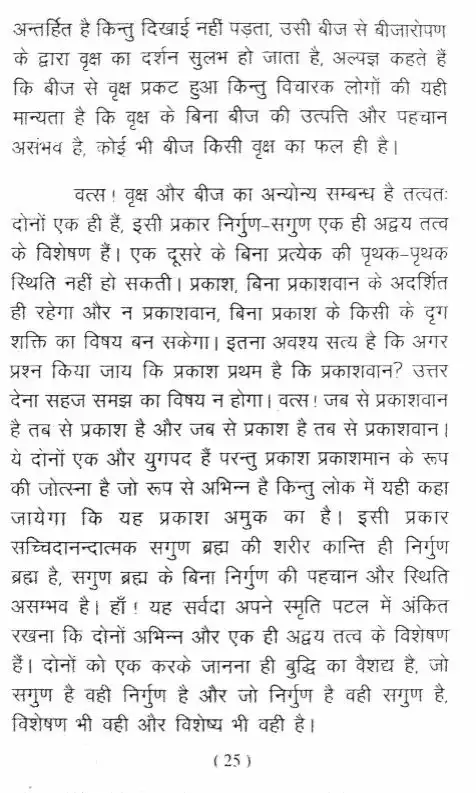 अन्तर्हित है किन्तु दिखाई नहीं पड़ता, उसी बीज से बीजारोपण
के द्वारा वृक्ष का दर्शन सुलभ हो जाता है, अल्पज्ञ कहते हैं
कि बीज से वृक्ष प्रकट हुआ किन्तु विचारक लोगों की यही
मान्यता है कि वृक्ष के बिना बीज की उत्पत्ति और पहचान
असंभव है, कोई भी बीज किसी वृक्ष का फल ही है।
वत्स! वृक्ष और बीज का अन्योन्य सम्बन्ध है तत्वतः
दोनों एक ही हैं, इसी प्रकार निर्गुण-सगुण एक ही अद्वय तत्व
के विशेषण हैं। एक दूसरे के बिना प्रत्येक की पृथक-पृथक
स्थिति नहीं हो सकती। प्रकाश, बिना प्रकाशवान के अदर्शित
ही रहेगा और न प्रकाशवान, बिना प्रकाश के किसी के दृग
शक्ति का विषय बन सकेगा। इतना अवश्य सत्य है कि अगर
प्रश्न किया जाय कि प्रकाश प्रथम है कि प्रकाशवान? उत्तर
देना सहज समझ का विषय न होगा। वत्स! जब से प्रकाशवान
है तब से प्रकाश है और जब से प्रकाश है तब से प्रकाशवान।
ये दोनों एक और युगपद हैं परन्तु प्रकाश प्रकाशमान के रूप
की जोत्स्ना है जो रूप से अभिन्न है किन्तु लोक में यही कहा
जायेगा कि यह प्रकाश अमुक का है। इसी प्रकार
सच्चिदानन्दात्मक सगुण ब्रह्म की शरीर कान्ति ही निर्गुण
ब्रह्म है, सगुण ब्रह्म के बिना निर्गुण की पहचान और स्थिति
असम्भव है। हाँ! यह सर्वदा अपने स्मृति पटल में अंकित
रखना कि दोनों अभिन्न और एक ही अद्वय तत्व के विशेषण
हैं। दोनों को एक करके जानना ही बुद्धि का वैशद्य है, जो
सगुण है वही निर्गुण है और जो निर्गुण है वही सगुण है,
विशेषण भी वही और विशेष्य भी वही है।
(25)